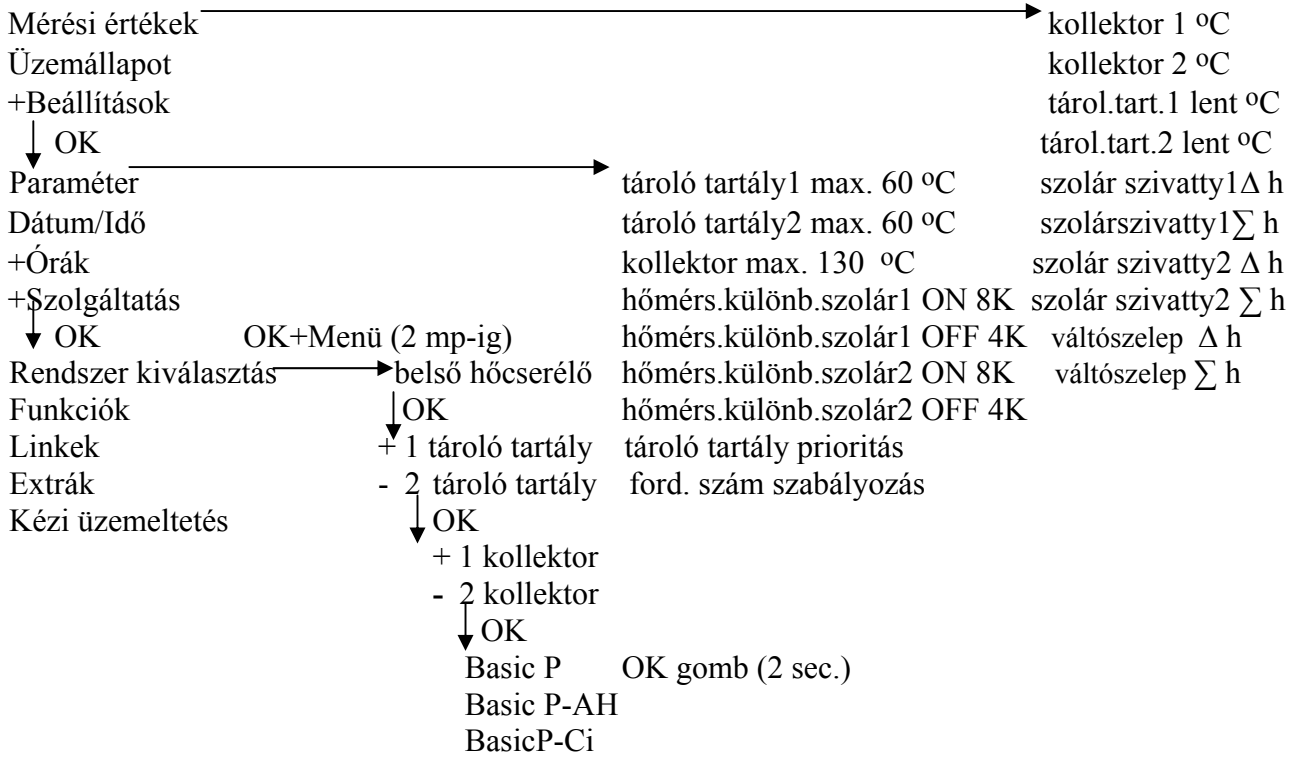 Mérési értékek kollektor 1 ºC
Üzemállapot kollektor 2 ºC
+Beállítások tárol.tart.1 lent ºC
OK tárol.tart.2 lent ºC
Paraméter tároló tartály1 max. 60 ºC szolár szivatty1∆ h
Dátum/Idő tároló tartály2 max. 60 ºC szolárszivatty1∑ h
+Órák kollektor max. 130 ºC szolár szivatty2 ∆ h
+Szolgáltatás hőmérs.különb.szolár1 ON 8K szolár szivatty2 ∑ h
OK OK+Menü (2 mp-ig) hőmérs.különb.szolár1 OFF 4K váltószelep ∆ h
Rendszer kiválasztás belső hőcserélő hőmérs.különb.szolár2 ON 8K váltószelep ∑ h
Funkciók OK hőmérs.különb.szolár2 OFF 4K
Linkek + 1 tároló tartály tároló tartály prioritás
Extrák - 2 tároló tartály ford. szám szabályozás
Kézi üzemeltetés OK
+ 1 kollektor
- 2 kollektor
OK
Basic P OK gomb (2 sec.)
Basic P-AH
BasicP-Ci